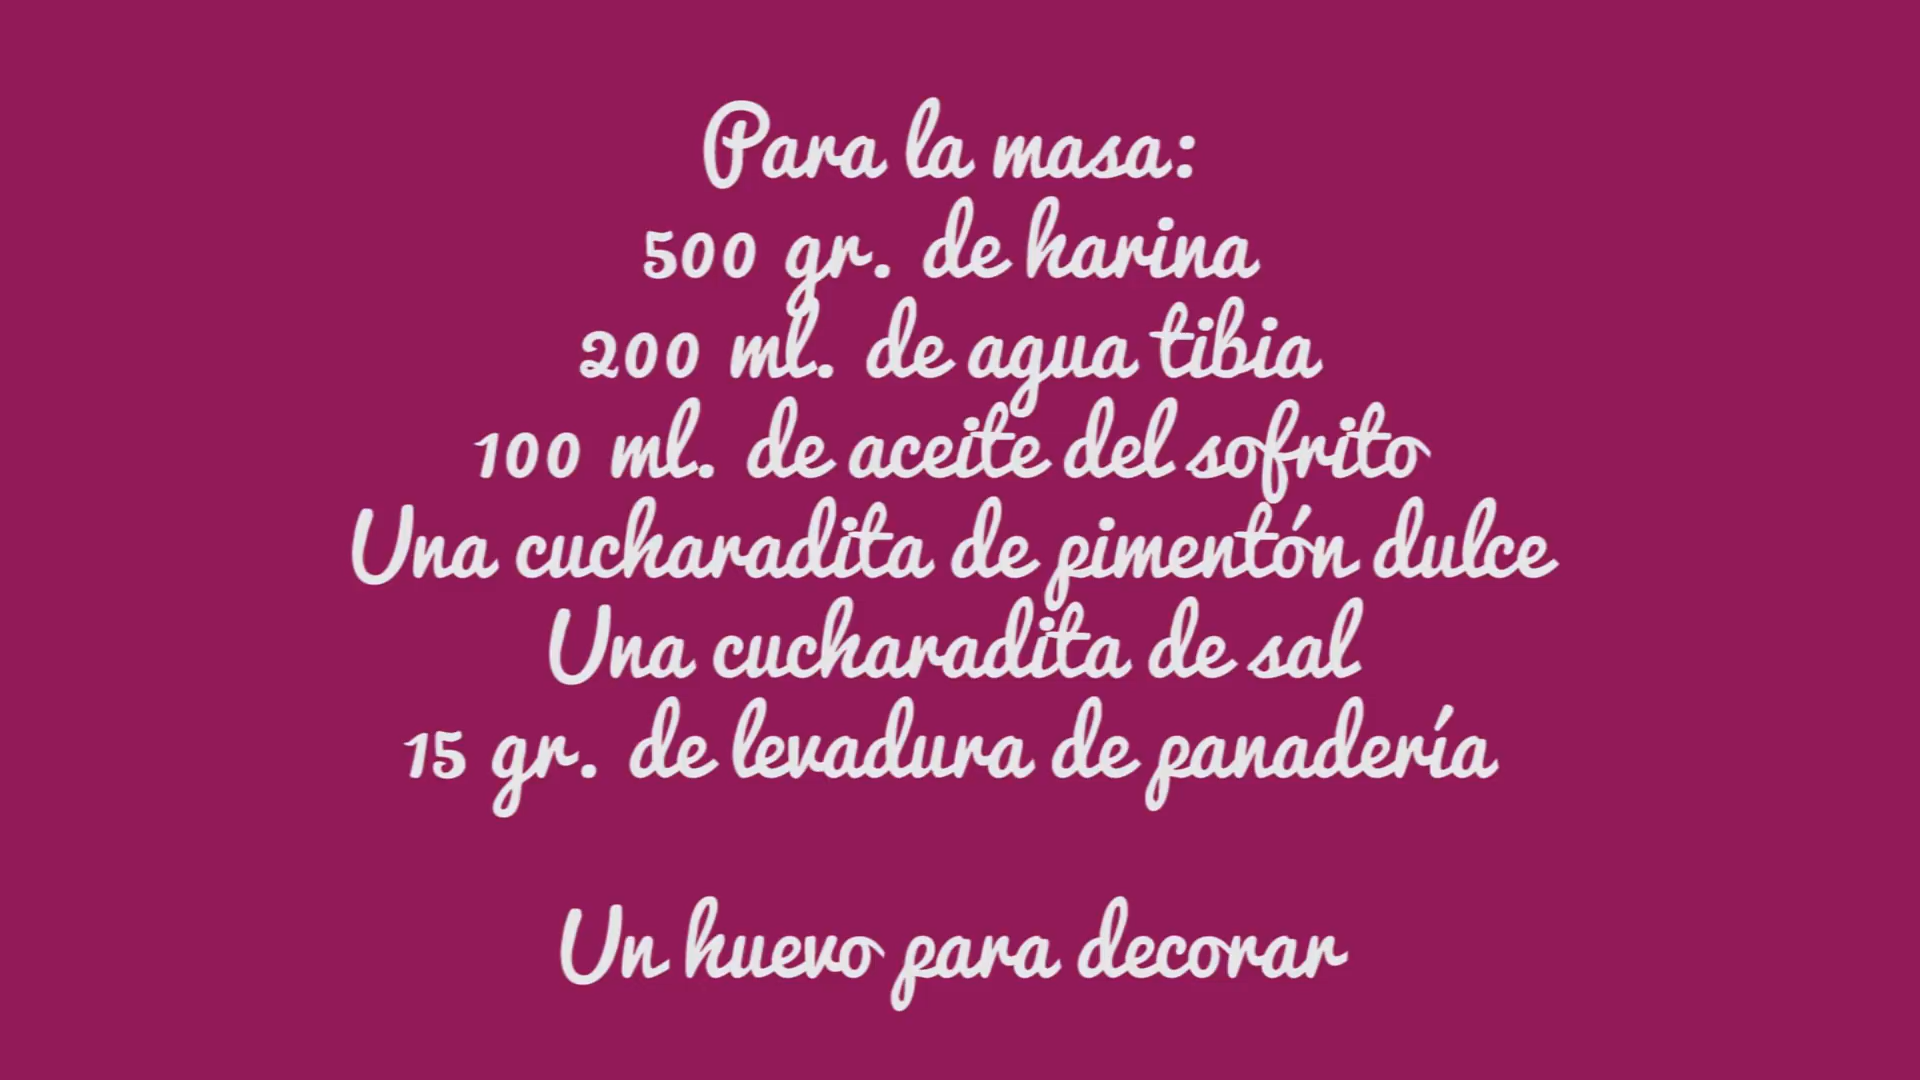 Para la masa:
500 gr. de harina
200 ml. de agua tibia
100 ml. de aceite del sofrito
Una cucharadita de pimentón dulce
Una cucharadita de sal
15 gr. de levadura de panadería
Un huevo para decorar